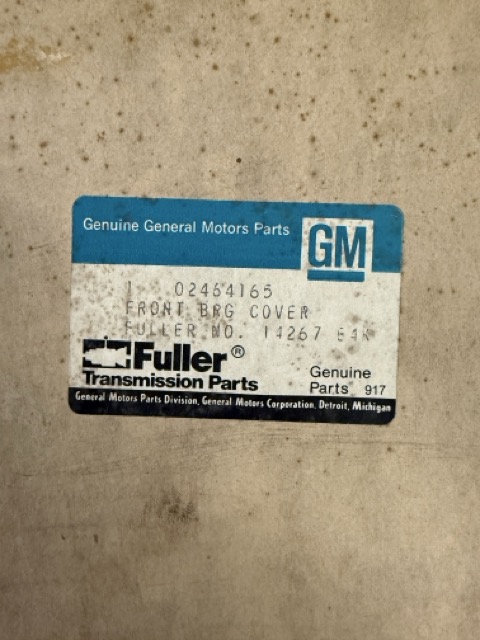 Genuine General Motors Parts
GM
1 02464165
FRONT BRG COVER
FULLER NO. 14267 E4K
Fuller®
Transmission Parts
Genuine
Parts 917
General Motors Parts Division, General Motors Corporation, Detroit, Michigan